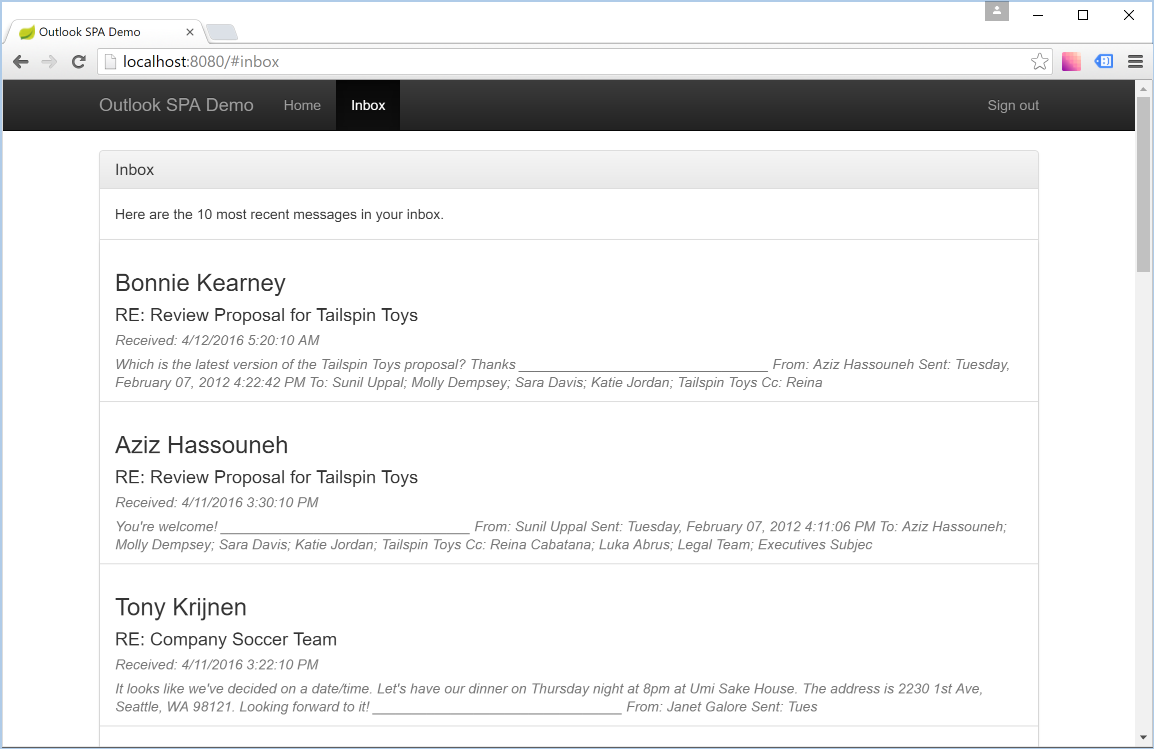 Outlook SPA Demo
localhost:8080/#inbox
Outlook SPA Demo Home Inbox Sign out
Inbox
Here are the 10 most recent messages in your inbox.
Bonnie Kearney
RE: Review Proposal for Tailspin Toys
Received: 4/12/2016 5:20:10 AM
Which is the latest version of the Tailspin Toys proposal? Thanks ________________________________ From: Aziz Hassouneh Sent: Tuesday,
February 07, 2012 4:22:42 PM To: Sunil Uppal; Molly Dempsey; Sara Davis; Katie Jordan; Tailspin Toys Cc: Reina
Aziz Hassouneh
RE: Review Proposal for Tailspin Toys
Received: 4/11/2016 3:30:10 PM
You're welcome! ________________________________ From: Sunil Uppal Sent: Tuesday, February 07, 2012 4:11:06 PM To: Aziz Hassouneh;
Molly Dempsey; Sara Davis; Katie Jordan; Tailspin Toys Cc: Reina Cabatana; Luka Abrus; Legal Team; Executives Subjec
Tony Krijnen
RE: Company Soccer Team
Received: 4/11/2016 3:22:10 PM
It looks like we've decided on a date/time. Let's have our dinner on Thursday night at 8pm at Umi Sake House. The address is 2230 1st Ave,
Seattle, WA 98121. Looking forward to it! ________________________________ From: Janet Galore Sent: Tues